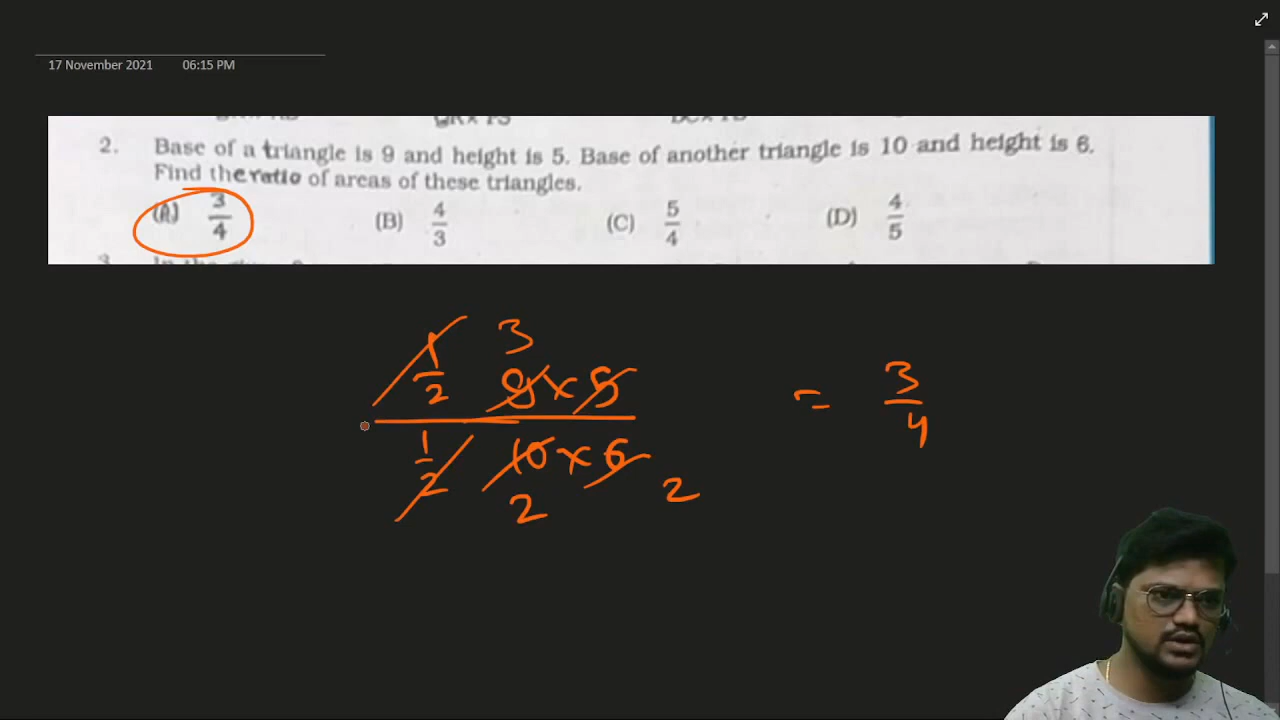 17 November 2021 06:15 PM
2. Base of a triangle is 9 and height is 5. Base of another triangle is 10 and height is 6.
Find the ratio of areas of these triangles.
(A) 3/4 (B) 4/3 (C) 5/4 (D) 4/5
3
1/2 9 × 5
1/2 10 × 6
2 2
= 3/4